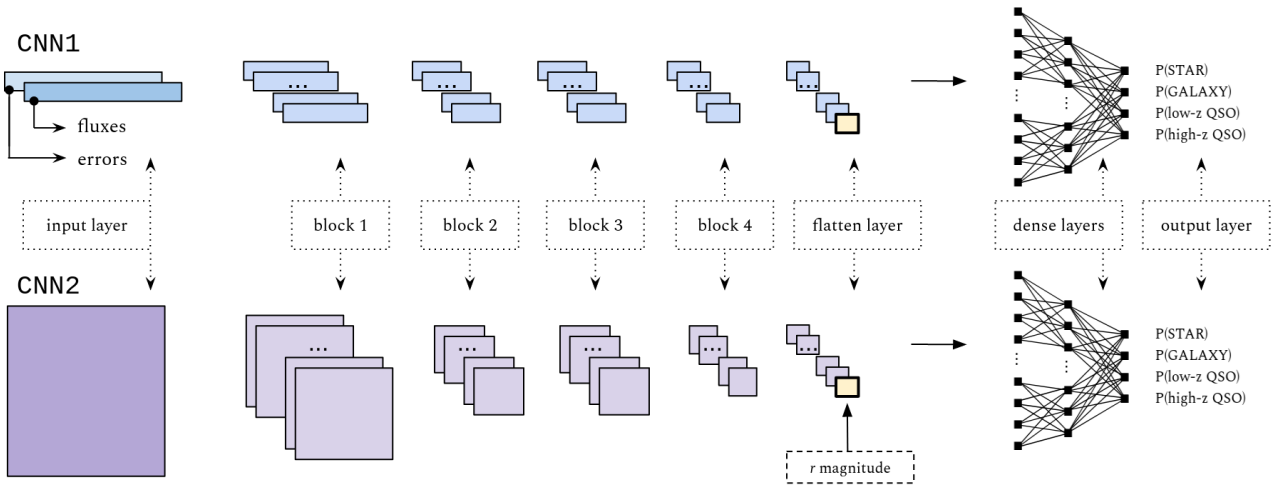 CNN1
...
...
...
...
...
fluxes
errors
P(STAR)
P(GALAXY)
P(low-z QSO)
P(high-z QSO)
input layer
block 1
block 2
block 3
block 4
flatten layer
dense layers
output layer
CNN2
...
...
...
...
...
P(STAR)
P(GALAXY)
P(low-z QSO)
P(high-z QSO)
r magnitude